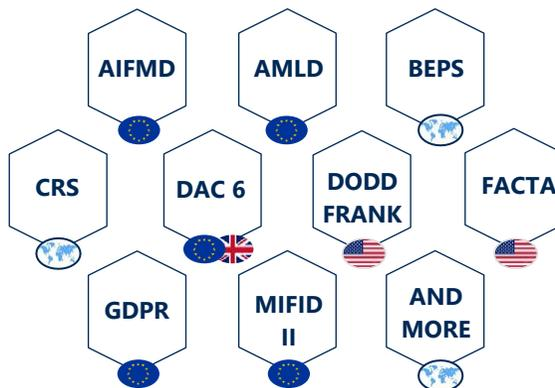 AIFMD
AMLD
BEPS
CRS
DAC 6
DODD
FRANK
FACTA
GDPR
MIFID
II
AND
MORE